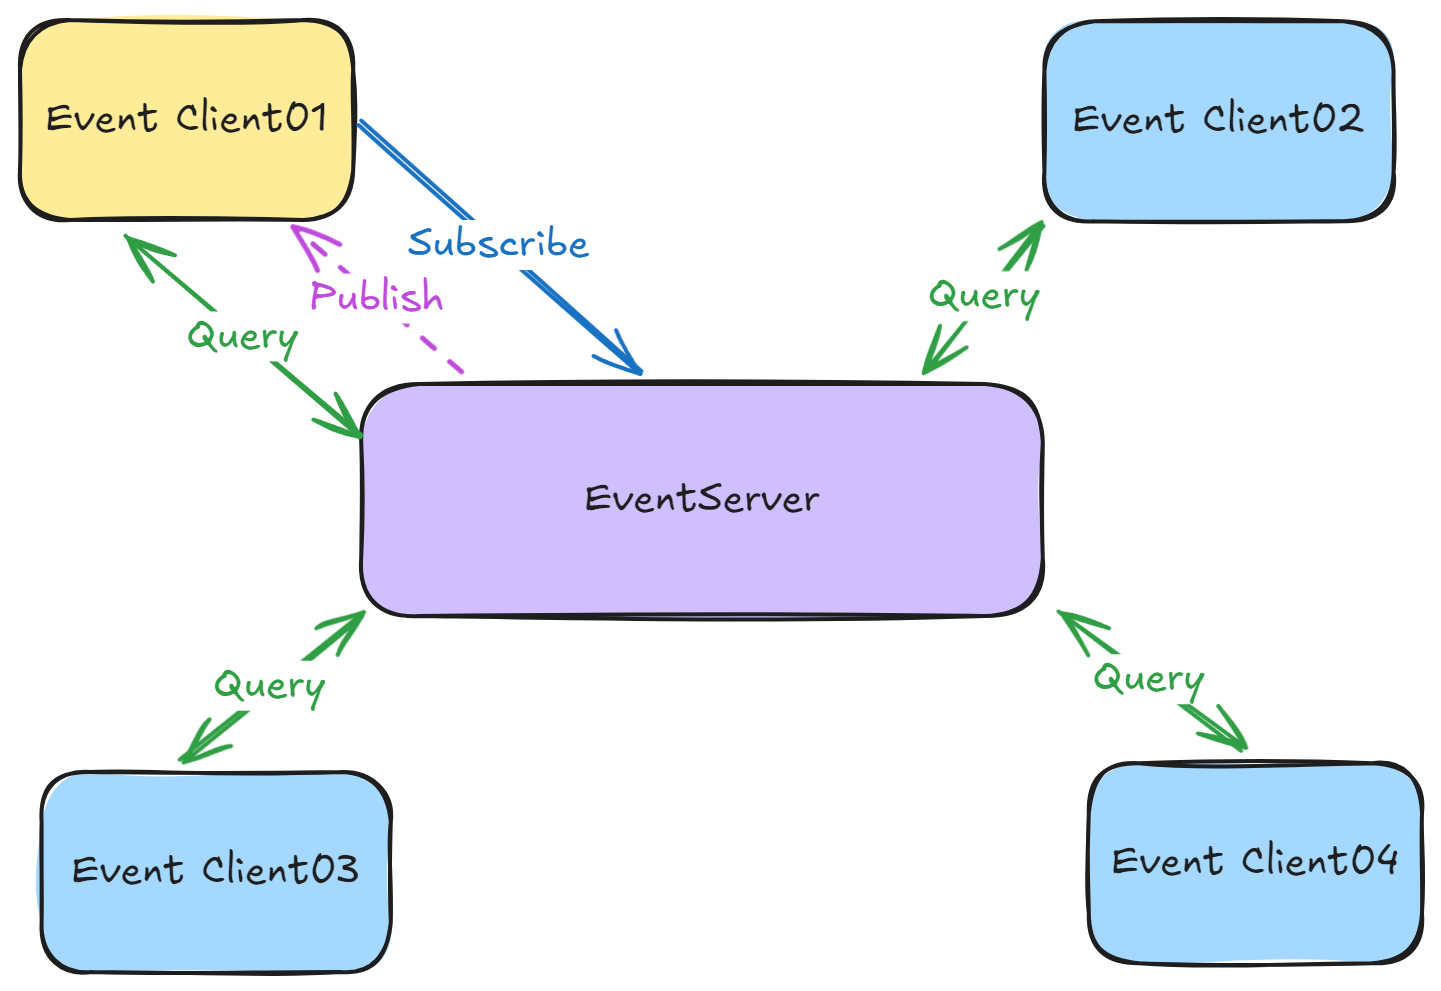 Event Client01
Event Client02
Subscribe
Publish
Query
Query
EventServer
Query
Query
Event Client03
Event Client04